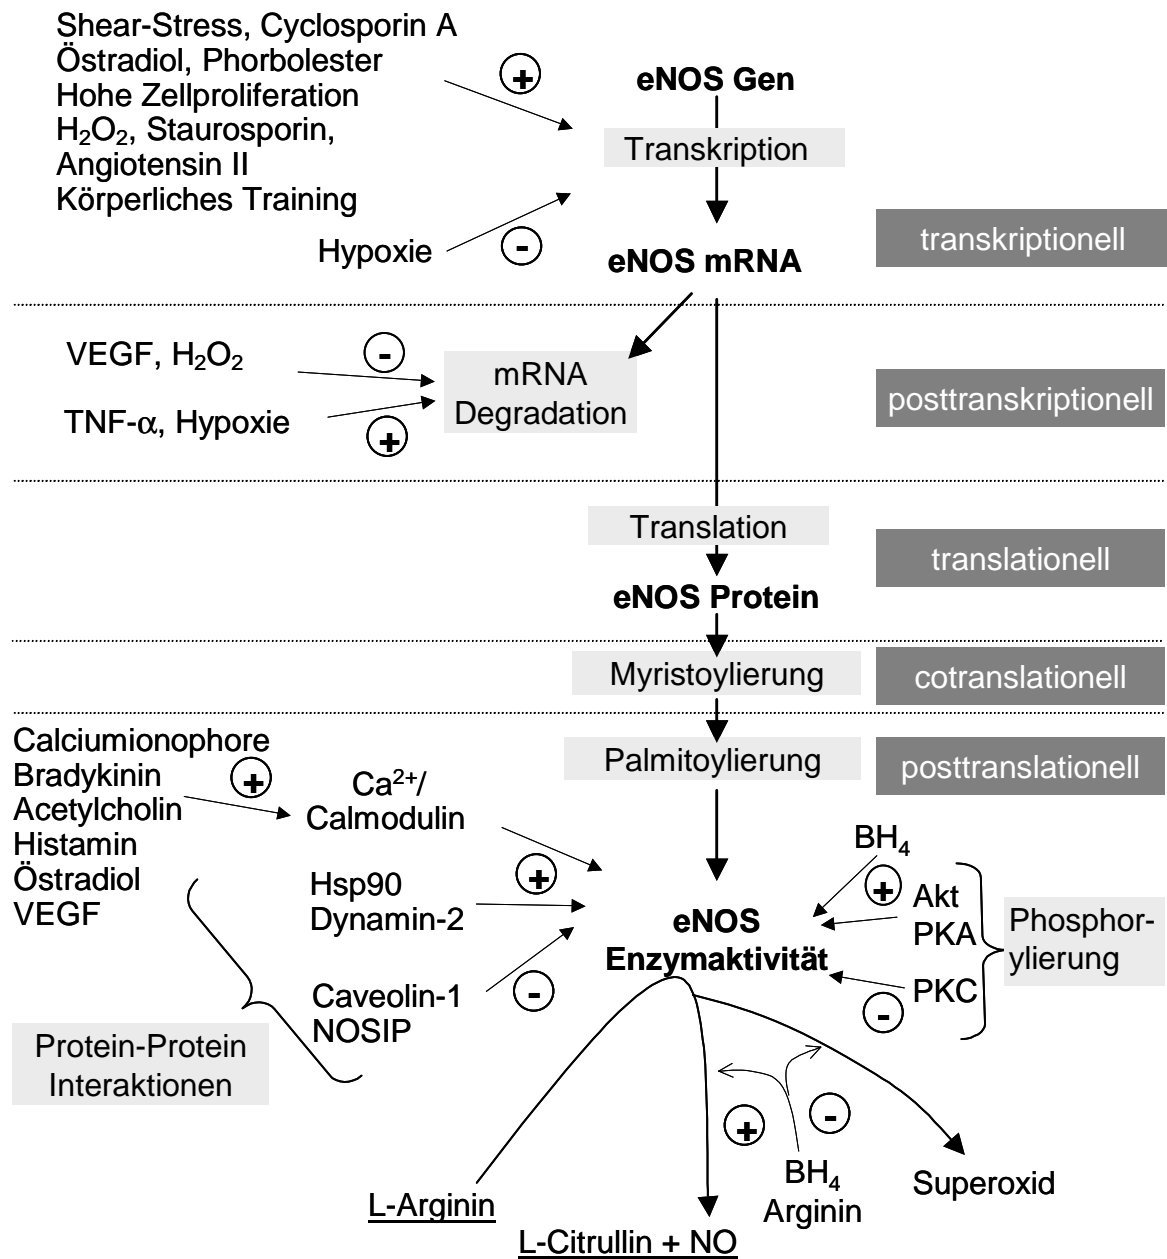 Shear-Stress, Cyclosporin A
Östradiol, Phorbolester
Hohe Zellproliferation
H₂O₂, Staurosporin,
Angiotensin II
Körperliches Training
+
Hypoxie
-
eNOS Gen
Transkription
eNOS mRNA
transkriptionell
VEGF, H₂O₂
-
TNF-α, Hypoxie
+
mRNA
Degradation
posttranskriptionell
Translation
eNOS Protein
translationell
Myristoylierung
cotranslationell
Palmitoylierung
posttranslationell
Calciumionophore
Bradykinin
Acetylcholin
Histamin
Östradiol
VEGF
+
Ca²⁺/
Calmodulin
Hsp90
Dynamin-2
+
Caveolin-1
NOSIP
-
Protein-Protein
Interaktionen
eNOS
Enzymaktivität
BH₄
+
Akt
PKA
PKC
-
Phosphor-
ylierung
L-Arginin
L-Citrullin + NO
+
-
BH₄
Arginin
Superoxid